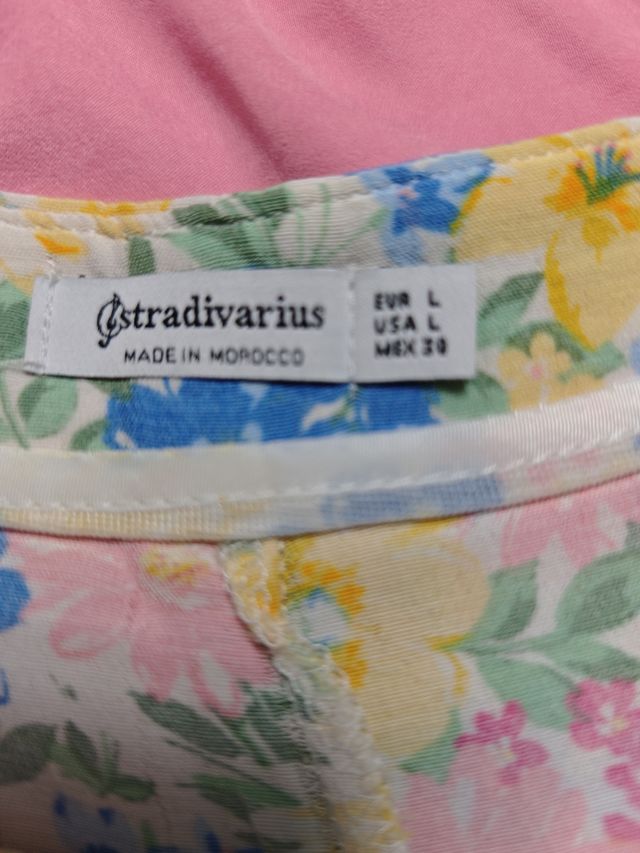 stradivarius
MADE IN MOROCCO
EUR L
USA L
MEX 30